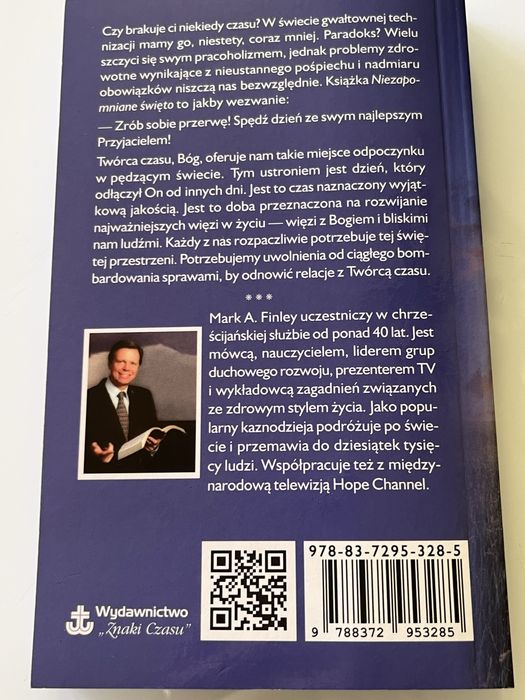 Czy brakuje ci niekiedy czasu? W świecie gwałtownej tech-
nizacji mamy go, niestety, coraz mniej. Paradoks? Wielu
szczyci się swym pracoholizmem, jednak problemy zdro-
wotne wynikające z nieustannego pośpiechu i nadmiaru
obowiązków niszczą nas bezwzględnie. Książka Niezapo-
mniane święto to jakby wezwanie:
— Zrób sobie przerwę! Spędź dzień ze swym najlepszym
Przyjacielem!
Twórca czasu, Bóg, oferuje nam takie miejsce odpoczynku
w pędzącym świecie. Tym ustroniem jest dzień, który
odłączył On od innych dni. Jest to czas naznaczony wyjąt-
kową jakością. Jest to doba przeznaczona na rozwijanie
najważniejszych więzi w życiu — więzi z Bogiem i bliskimi
nam ludźmi. Każdy z nas rozpaczliwie potrzebuje tej świę-
tej przestrzeni. Potrzebujemy uwolnienia od ciągłego bom-
bardowania sprawami, by odnowić relacje z Twórcą czasu.
* * *
Mark A. Finley uczestniczy w chrze-
ścijańskiej służbie od ponad 40 lat. Jest
mówcą, nauczycielem, liderem grup
duchowego rozwoju, prezenterem TV
i wykładowcą zagadnień związanych
ze zdrowym stylem życia. Jako popu-
larny kaznodzieja podróżuje po świe-
cie i przemawia do dziesiątek tysię-
cy ludzi. Współpracuje też z między-
narodową telewizją Hope Channel.
978-83-7295-328-5
9 788372 953285
Wydawnictwo
„Znaki Czasu”